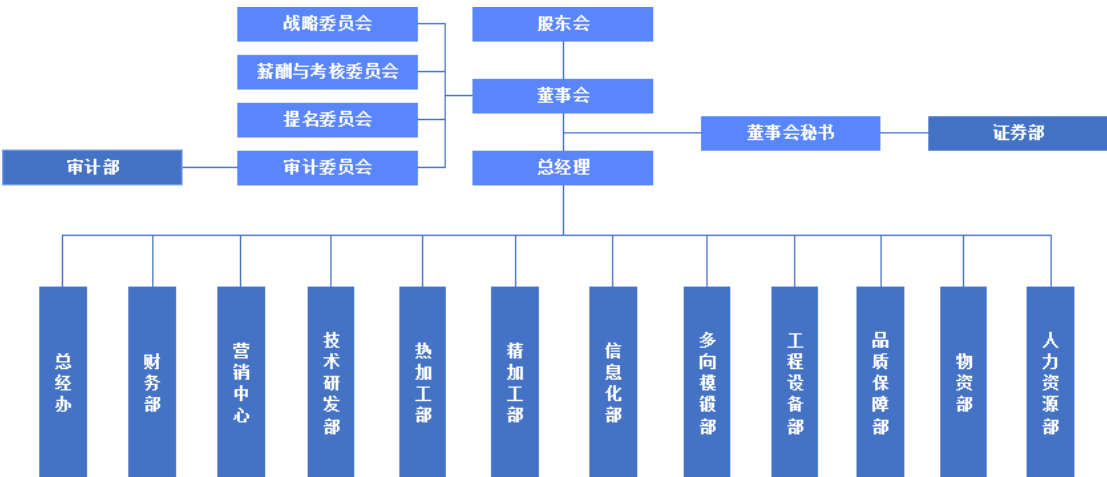 战略委员会
股东会
薪酬与考核委员会
董事会
提名委员会
董事会秘书
证券部
审计部
审计委员会
总经理
总经办
财务部
营销中心
技术研发部
热加工部
精加工部
信息化部
多向模锻部
工程设备部
品质保障部
物资部
人力资源部